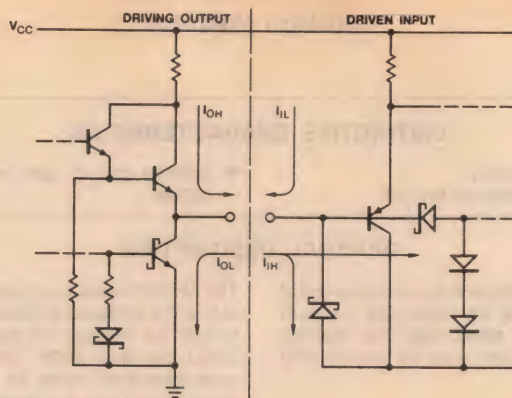 DRIVING OUTPUT
DRIVEN INPUT
VCC
IOH
IIL
IOL
IIH